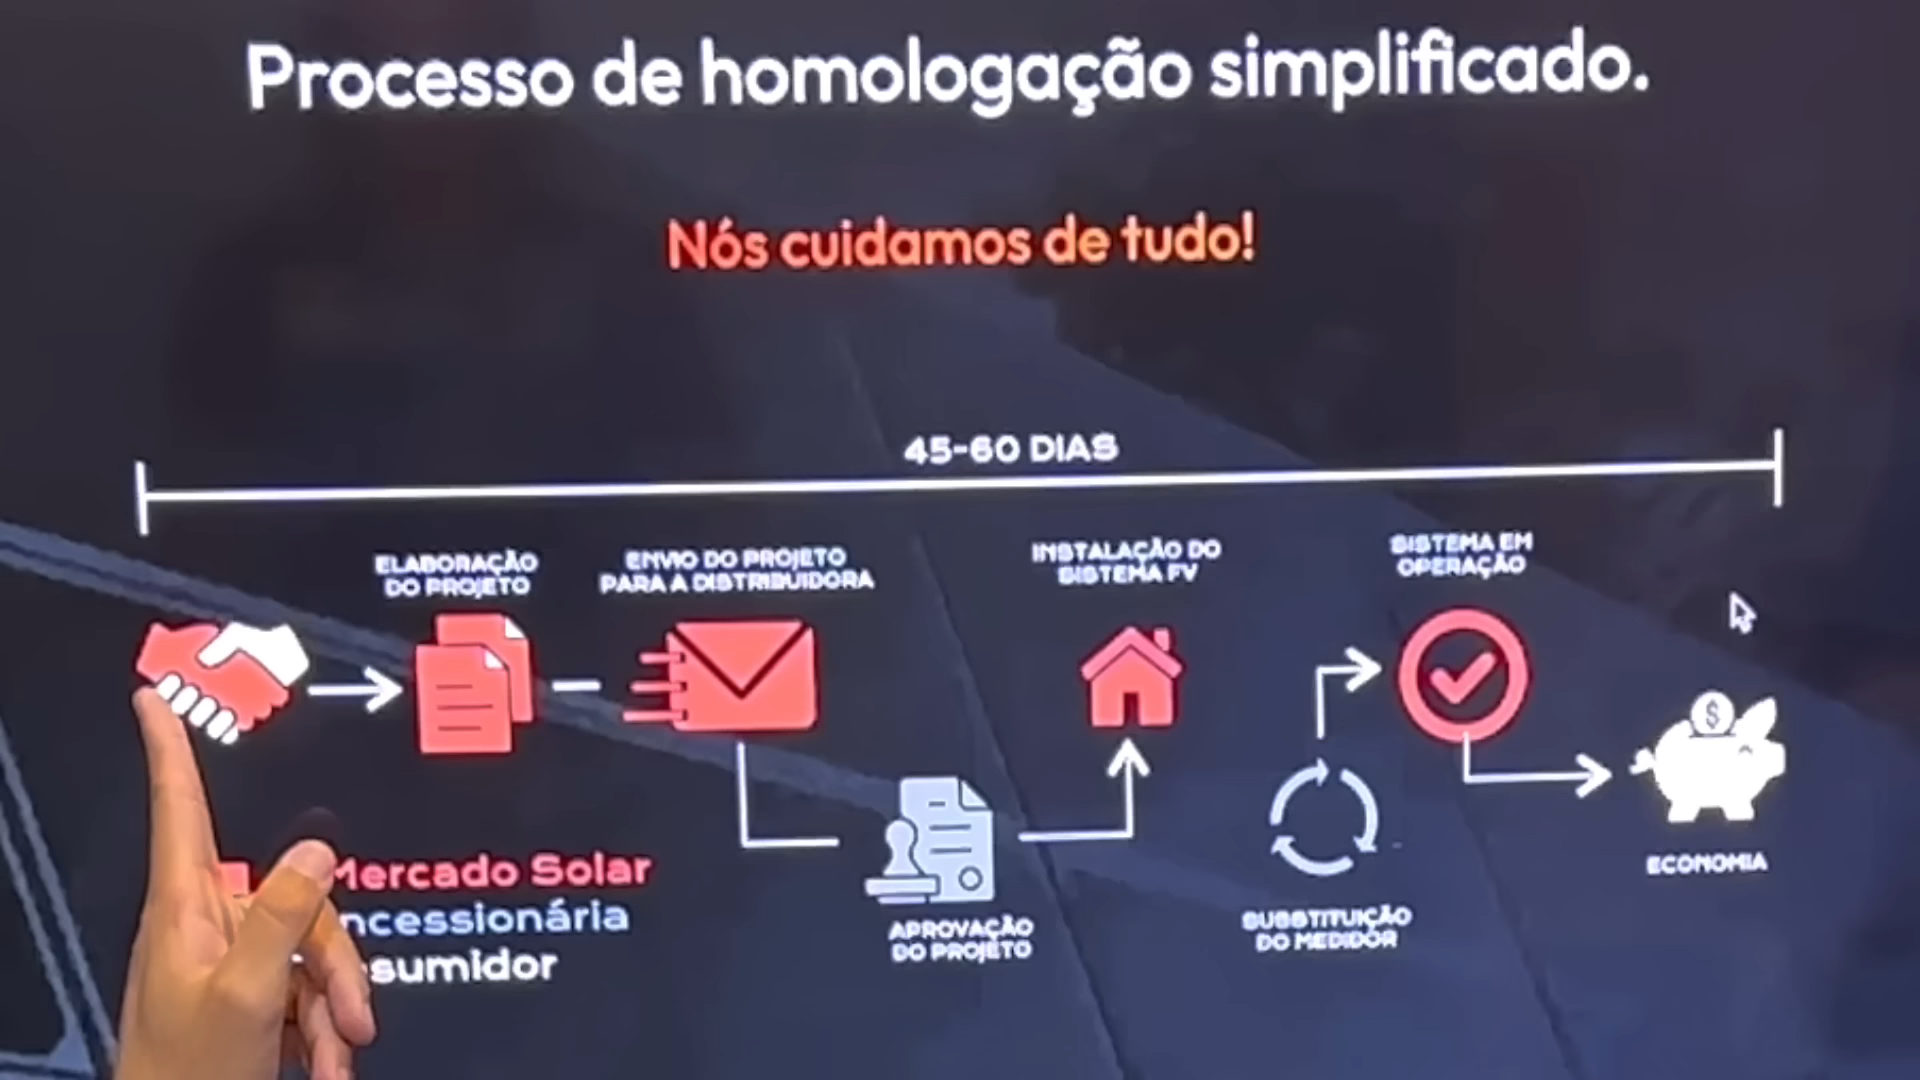 Processo de homologação simplificado.
Nós cuidamos de tudo!
45-60 DIAS
ELABORAÇÃO
DO PROJETO
ENVIO DO PROJETO
PARA A DISTRIBUIDORA
INSTALAÇÃO DO
SISTEMA FV
SISTEMA EM
OPERAÇÃO
$
ECONOMIA
APROVAÇÃO
DO PROJETO
SUBSTITUIÇÃO
DO MEDIDOR
Mercado Solar
ncessionária
sumidor